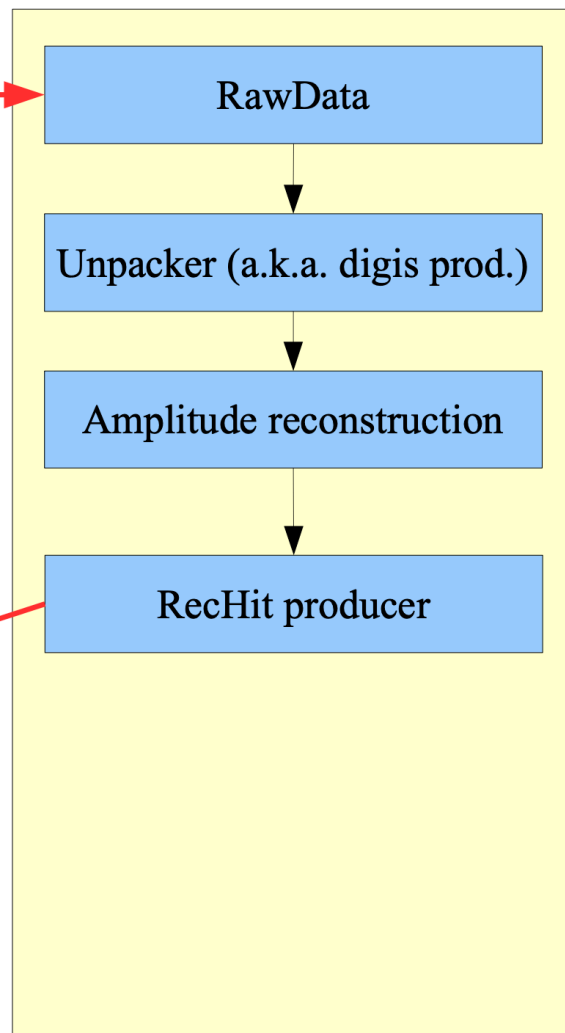 RawData
Unpacker (a.k.a. digis prod.)
Amplitude reconstruction
RecHit producer